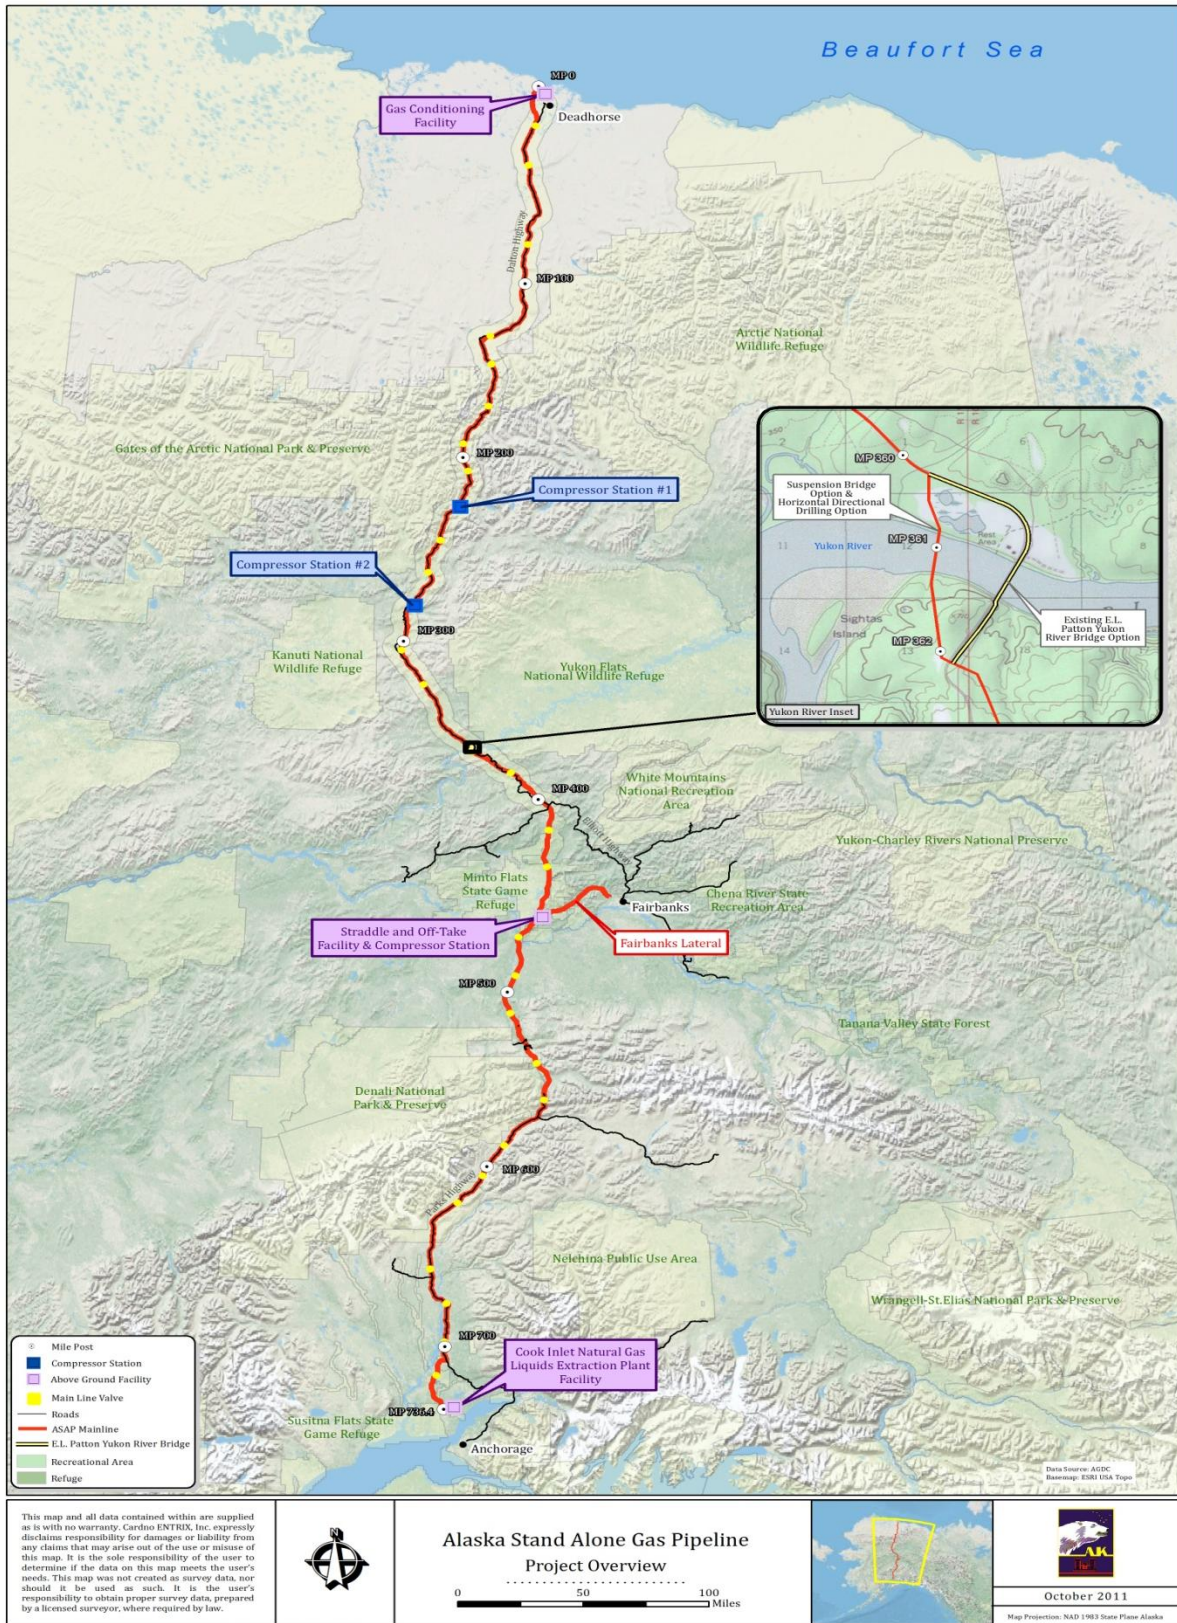 Beaufort Sea
MP 0
Gas Conditioning
Facility
Deadhorse
Dalton Highway
MP 100
Arctic National
Wildlife Refuge
Gates of the Arctic National Park & Preserve
MP 200
Compressor Station #1
Compressor Station #2
MP 300
Kanuti National
Wildlife Refuge
Yukon Flats
National Wildlife Refuge
MP 360
Suspension Bridge
Option &
Horizontal Directional
Drilling Option
MP 361
Yukon River
Rest
Area
Sightas
Island
MP 362
Existing E.L.
Patton Yukon
River Bridge Option
2
1
6
11
12
7
8
14
13
18
17
Yukon River Inset
White Mountains
National Recreation
Area
MP 400
Elliott Highway
Yukon-Charley Rivers National Preserve
Minto Flats
State Game
Refuge
Chena River State
Recreation Area
Fairbanks
Straddle and Off-Take
Facility & Compressor Station
Fairbanks Lateral
MP 500
Tanana Valley State Forest
Denali National
Park & Preserve
MP 600
Parks Highway
Nelchina Public Use Area
Wrangell-St.Elias National Park & Preserve
MP 700
Cook Inlet Natural Gas
Liquids Extraction Plant
Facility
MP 736.4
Susitna Flats State
Game Refuge
Anchorage
Mile Post
Compressor Station
Above Ground Facility
Main Line Valve
Roads
ASAP Mainline
E.L. Patton Yukon River Bridge
Recreational Area
Refuge
Data Source: AGDC
Basemap: ESRI USA Topo
This map and all data contained within are supplied
as is with no warranty. Cardno ENTRIX, Inc. expressly
disclaims responsibility for damages or liability from
any claims that may arise out of the use or misuse of
this map. It is the sole responsibility of the user to
determine if the data on this map meets the user's
needs. This map was not created as survey data, nor
should it be used as such. It is the user's
responsibility to obtain proper survey data, prepared
by a licensed surveyor, where required by law.
N
Alaska Stand Alone Gas Pipeline
Project Overview
0 50 100
Miles
AK
October 2011
Map Projection: NAD 1983 State Plane Alaska